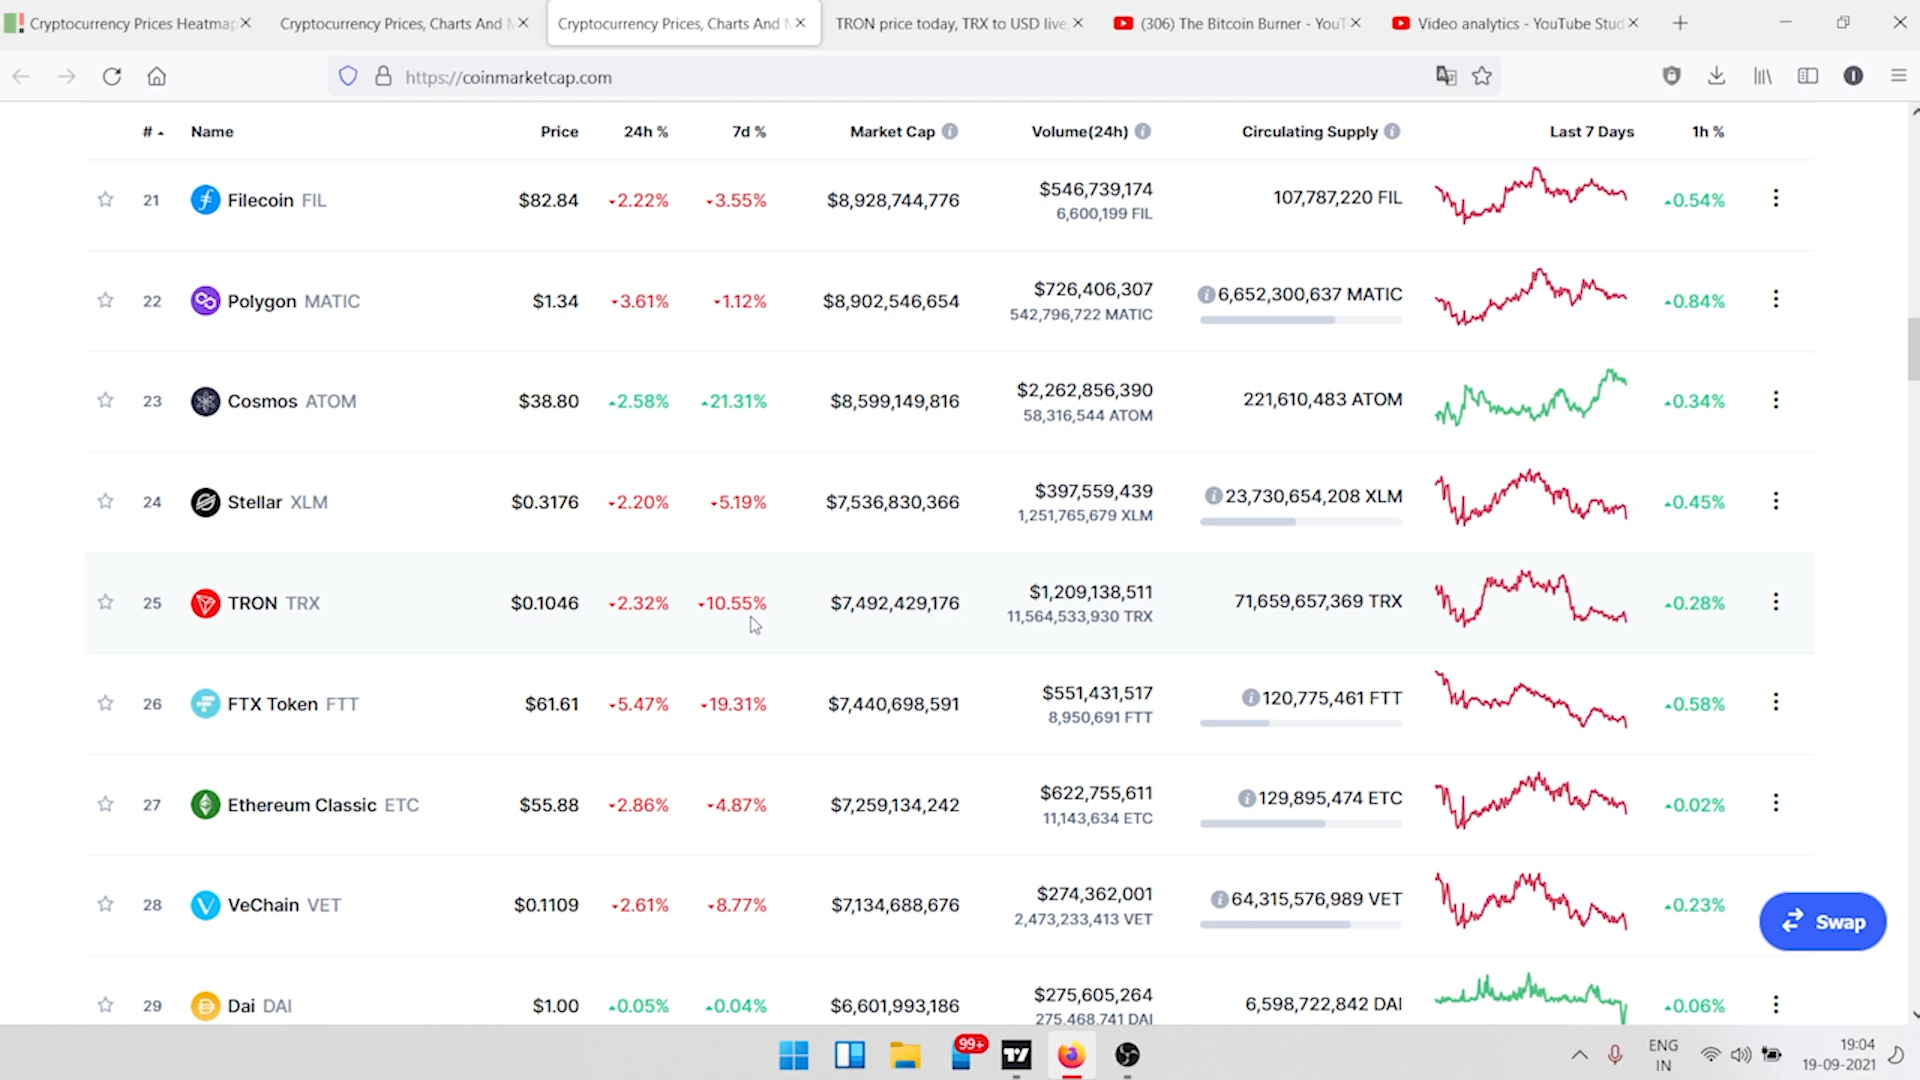 Cryptocurrency Prices Heatmap
Cryptocurrency Prices, Charts And M
Cryptocurrency Prices, Charts And M
TRON price today, TRX to USD live,
(306) The Bitcoin Burner - YouT
Video analytics - YouTube Stud
https://coinmarketcap.com
# Name Price 24h % 7d % Market Cap Volume(24h) Circulating Supply Last 7 Days 1h %
21 Filecoin FIL $82.84 2.22% 3.55% $8,928,744,776 $546,739,174 107,787,220 FIL 0.54%
6,600,199 FIL
22 Polygon MATIC $1.34 3.61% 1.12% $8,902,546,654 $726,406,307 6,652,300,637 MATIC 0.84%
542,796,722 MATIC
23 Cosmos ATOM $38.80 2.58% 21.31% $8,599,149,816 $2,262,856,390 221,610,483 ATOM 0.34%
58,316,544 ATOM
24 Stellar XLM $0.3176 2.20% 5.19% $7,536,830,366 $397,559,439 23,730,654,208 XLM 0.45%
1,251,765,679 XLM
25 TRON TRX $0.1046 2.32% 10.55% $7,492,429,176 $1,209,138,511 71,659,657,369 TRX 0.28%
11,564,533,930 TRX
26 FTX Token FTT $61.61 5.47% 19.31% $7,440,698,591 $551,431,517 120,775,461 FTT 0.58%
8,950,691 FTT
27 Ethereum Classic ETC $55.88 2.86% 4.87% $7,259,134,242 $622,755,611 129,895,474 ETC 0.02%
11,143,634 ETC
28 VeChain VET $0.1109 2.61% 8.77% $7,134,688,676 $274,362,001 64,315,576,989 VET 0.23%
2,473,233,413 VET
Swap
29 Dai DAI $1.00 0.05% 0.04% $6,601,993,186 $275,605,264 6,598,722,842 DAI 0.06%
275,468,741 DAI
99+
ENG
IN
19:04
19-09-2021